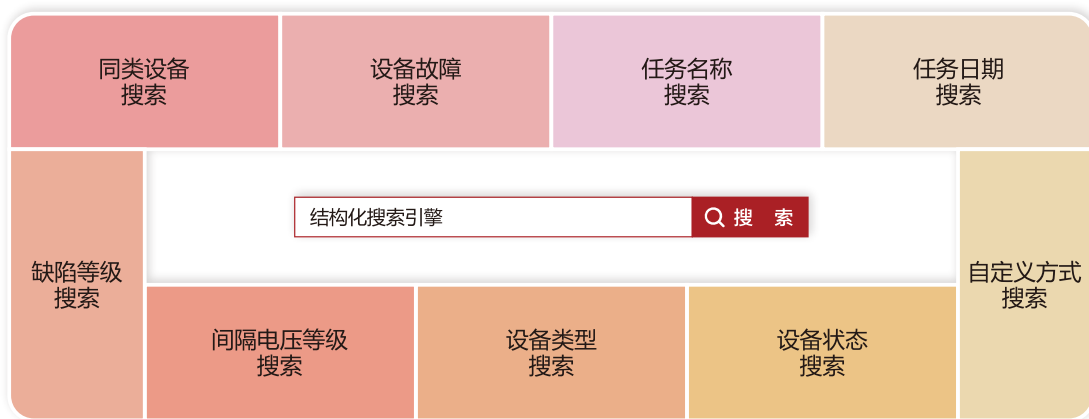 同类设备
搜索
设备故障
搜索
任务名称
搜索
任务日期
搜索
缺陷等级
搜索
结构化搜索引擎
搜 索
自定义方式
搜索
间隔电压等级
搜索
设备类型
搜索
设备状态
搜索